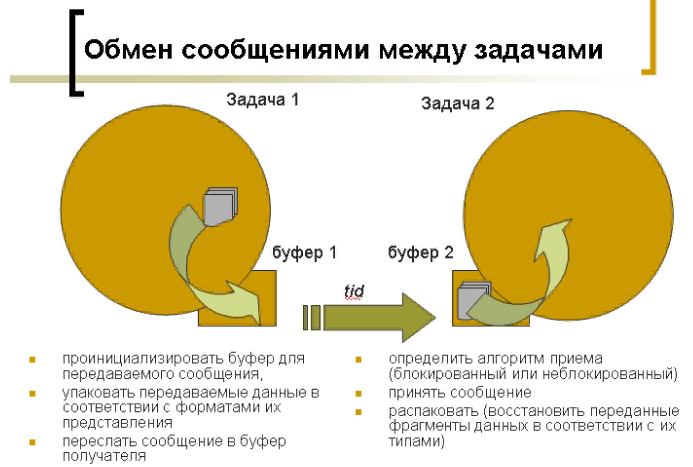 Обмен сообщениями между задачами
Задача 1
Задача 2
буфер 1
буфер 2
tid
проинициализировать буфер для
передаваемого сообщения,
упаковать передаваемые данные в
соответствии с форматами их
представления
переслать сообщение в буфер
получателя
определить алгоритм приема
(блокированный или неблокированный)
принять сообщение
распаковать (восстановить переданные
фрагменты данных в соответствии с их
типами)